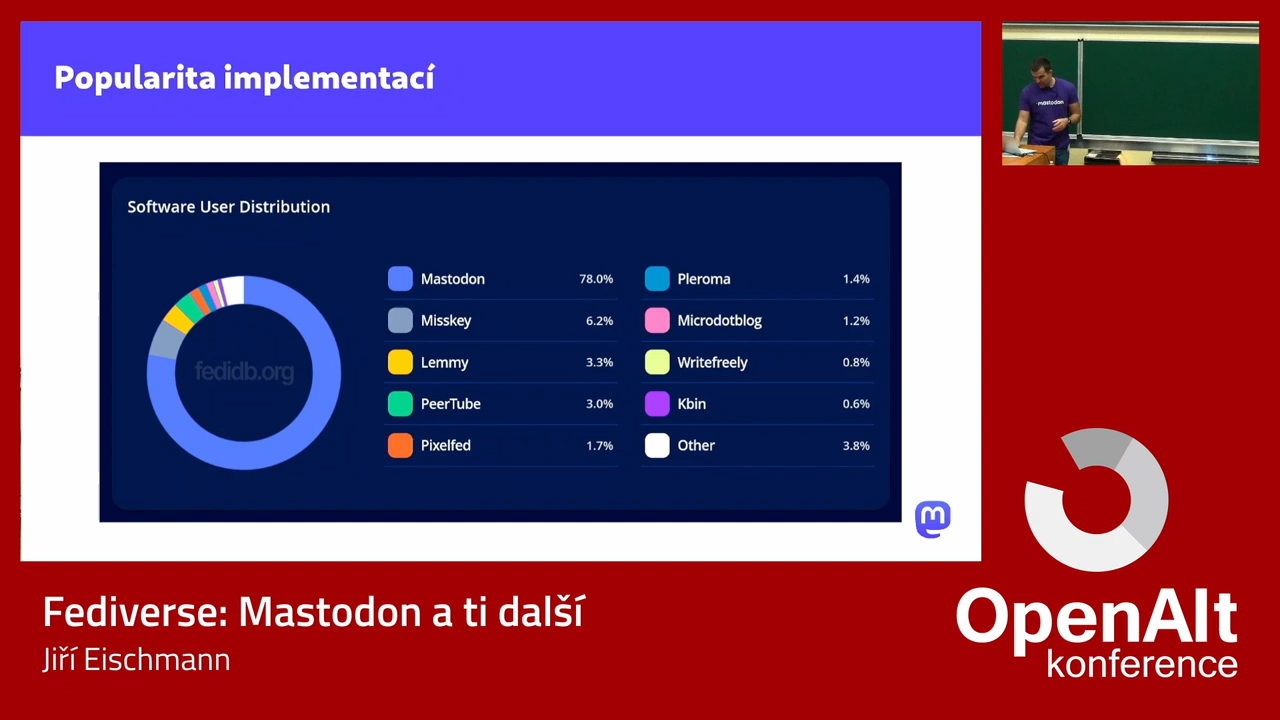 Popularita implementací
mastodon
Software User Distribution
Mastodon 78.0%
Misskey 6.2%
Lemmy 3.3%
PeerTube 3.0%
Pixelfed 1.7%
Pleroma 1.4%
Microdotblog 1.2%
Writefreely 0.8%
Kbin 0.6%
Other 3.8%
fedidb.org
m
Fediverse: Mastodon a ti další
Jiří Eischmann
OpenAlt
konference